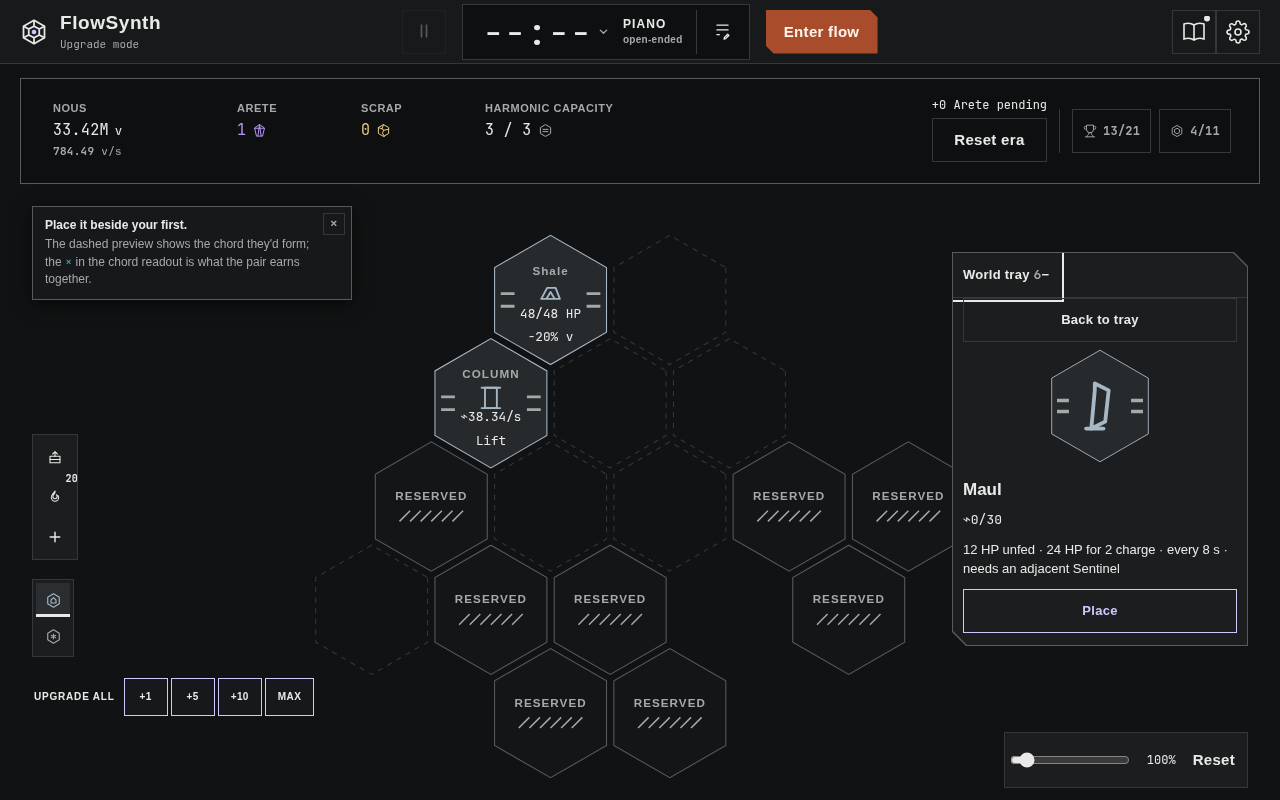 FlowSynth
Upgrade mode
--:--
PIANO
open-ended
Enter flow
NOUS
33.42M v
784.49 v/s
ARETE
1
SCRAP
0
HARMONIC CAPACITY
3 / 3
+0 Arete pending
Reset era
13/21
4/11
Place it beside your first.
×
The dashed preview shows the chord they'd form;
the × in the chord readout is what the pair earns
together.
Shale
48/48 HP
-20% v
COLUMN
⌁38.34/s
Lift
RESERVED
RESERVED
RESERVED
RESERVED
RESERVED
RESERVED
RESERVED
RESERVED
20
UPGRADE ALL
+1
+5
+10
MAX
World tray 6−
Back to tray
Maul
⌁0/30
12 HP unfed · 24 HP for 2 charge · every 8 s ·
needs an adjacent Sentinel
Place
100%
Reset